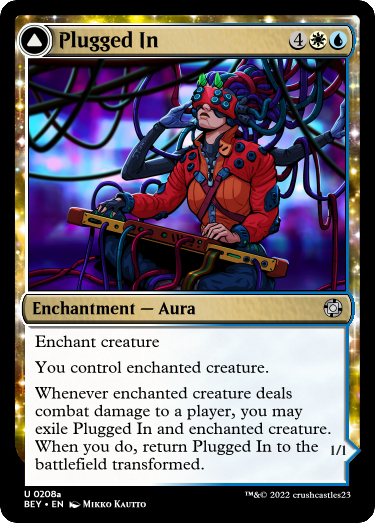 Plugged In 4
Enchantment — Aura
Enchant creature
You control enchanted creature.
Whenever enchanted creature deals
combat damage to a player, you may
exile Plugged In and enchanted creature.
When you do, return Plugged In to the
battlefield transformed.
1/1
U 0208a
BEY • EN Mikko Kautto
™&© 2022 crushcastles23